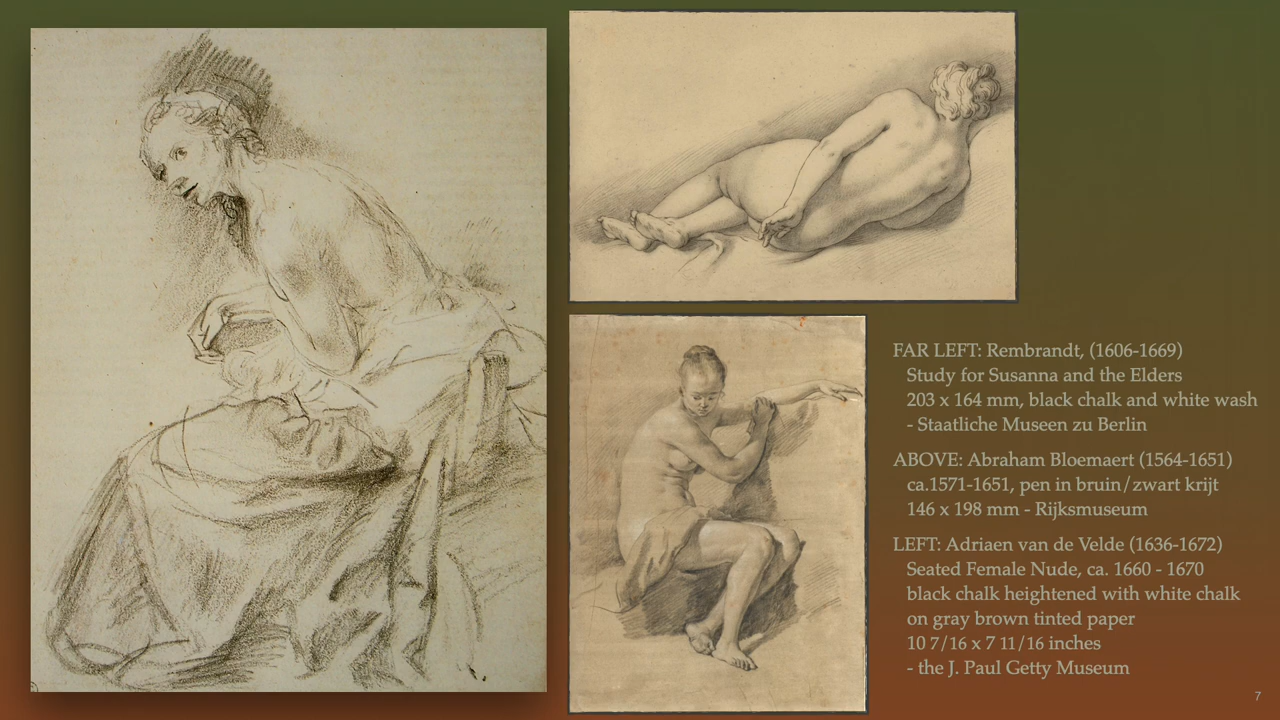 FAR LEFT: Rembrandt, (1606-1669)
Study for Susanna and the Elders
203 x 164 mm, black chalk and white wash
- Staatliche Museen zu Berlin
ABOVE: Abraham Bloemaert (1564-1651)
ca.1571-1651, pen in bruin/zwart krijt
146 x 198 mm - Rijksmuseum
LEFT: Adriaen van de Velde (1636-1672)
Seated Female Nude, ca. 1660 - 1670
black chalk heightened with white chalk
on gray brown tinted paper
10 7/16 x 7 11/16 inches
- the J. Paul Getty Museum
7